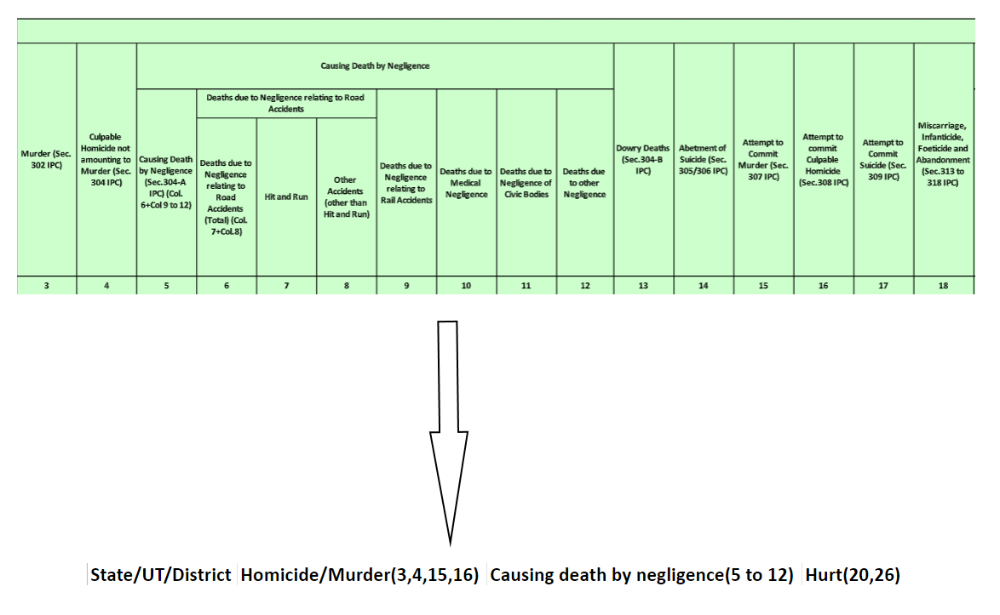 Causing Death by Negligence
Deaths due to Negligence relating to Road
Accidents
Murder (Sec.
302 IPC)
Culpable
Homicide not
amounting to
Murder (Sec.
304 IPC)
Causing Death
by Negligence
(Sec.304-A
IPC) (Col.
6+Col 9 to 12)
Deaths due to
Negligence
relating to
Road
Accidents
(Total) (Col.
7+Col.8)
Hit and Run
Other
Accidents
(other than
Hit and Run)
Deaths due to
Negligence
relating to
Rail Accidents
Deaths due to
Medical
Negligence
Deaths due to
Negligence of
Civic Bodies
Deaths due
to other
Negligence
Dowry Deaths
(Sec.304-B
IPC)
Abetment of
Suicide (Sec.
305/306 IPC)
Attempt to
Commit
Murder (Sec.
307 IPC)
Attempt to
commit
Culpable
Homicide
(Sec.308 IPC)
Attempt to
Commit
Suicide (Sec.
309 IPC)
Miscarriage,
Infanticide,
Foeticide and
Abandonment
(Sec.313 to
318 IPC)
3 4 5 6 7 8 9 10 11 12 13 14 15 16 17 18
State/UT/District Homicide/Murder(3,4,15,16) Causing death by negligence(5 to 12) Hurt(20,26)